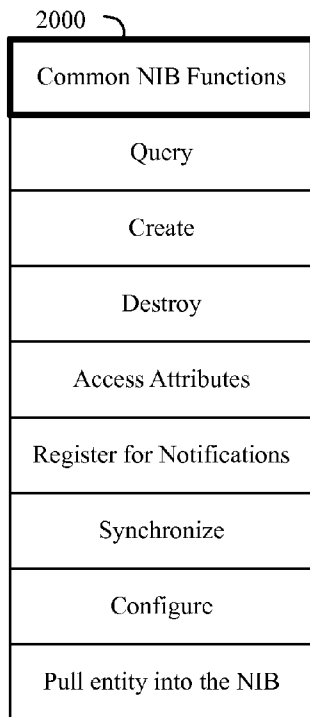 2000
Common NIB Functions
Query
Create
Destroy
Access Attributes
Register for Notifications
Synchronize
Configure
Pull entity into the NIB